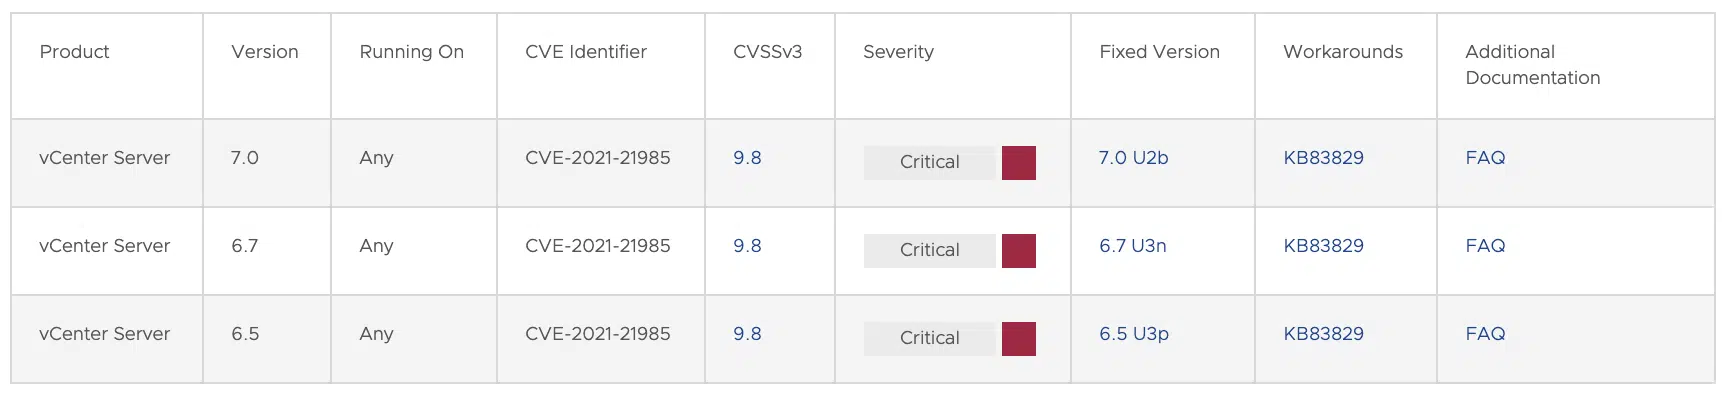 Product Version Running On CVE Identifier CVSSv3 Severity Fixed Version Workarounds Additional
Documentation
vCenter Server 7.0 Any CVE-2021-21985 9.8 Critical 7.0 U2b KB83829 FAQ
vCenter Server 6.7 Any CVE-2021-21985 9.8 Critical 6.7 U3n KB83829 FAQ
vCenter Server 6.5 Any CVE-2021-21985 9.8 Critical 6.5 U3p KB83829 FAQ